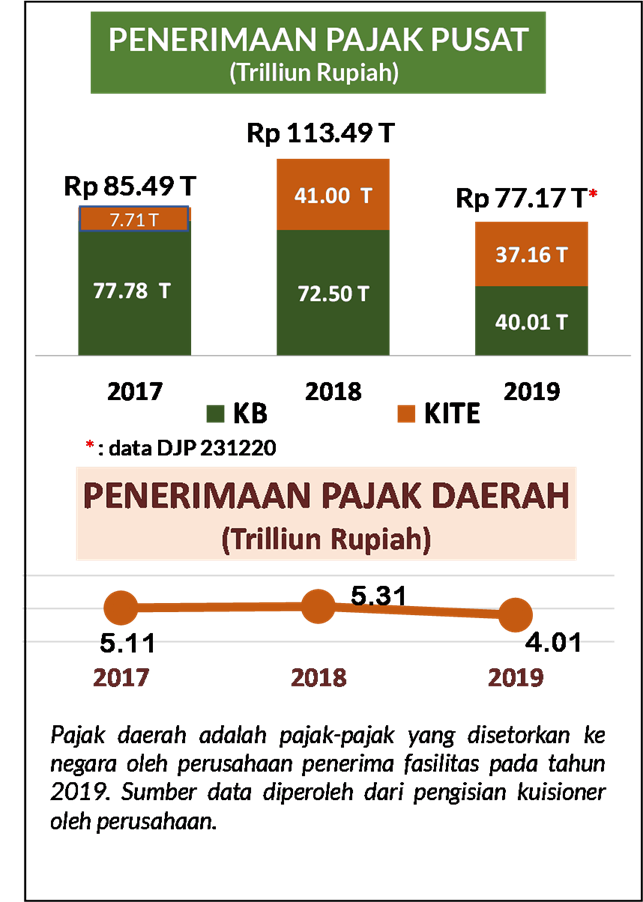 PENERIMAAN PAJAK PUSAT
(Trilliun Rupiah)
Rp 85.49 T
Rp 113.49 T
Rp 77.17 T*
7.71 T
41.00 T
37.16 T
77.78 T
72.50 T
40.01 T
2017
2018
2019
KB
KITE
* : data DJP 231220
PENERIMAAN PAJAK DAERAH
(Trilliun Rupiah)
5.11
5.31
4.01
2017
2018
2019
Pajak daerah adalah pajak-pajak yang disetorkan ke
negara oleh perusahaan penerima fasilitas pada tahun
2019. Sumber data diperoleh dari pengisian kuisioner
oleh perusahaan.